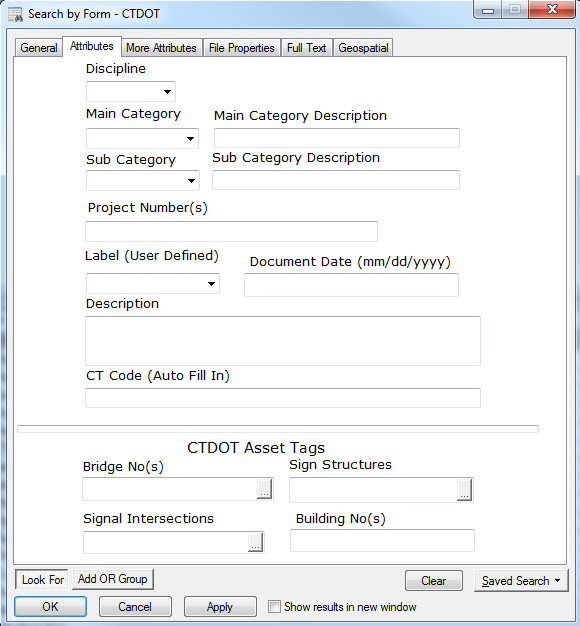 Search by Form - CTDOT
General Attributes More Attributes File Properties Full Text Geospatial
Discipline
Main Category Main Category Description
Sub Category Sub Category Description
Project Number(s)
Label (User Defined) Document Date (mm/dd/yyyy)
Description
CT Code (Auto Fill In)
CTDOT Asset Tags
Bridge No(s) Sign Structures
... ...
Signal Intersections Building No(s)
...
Look For Add OR Group Clear Saved Search
OK Cancel Apply Show results in new window